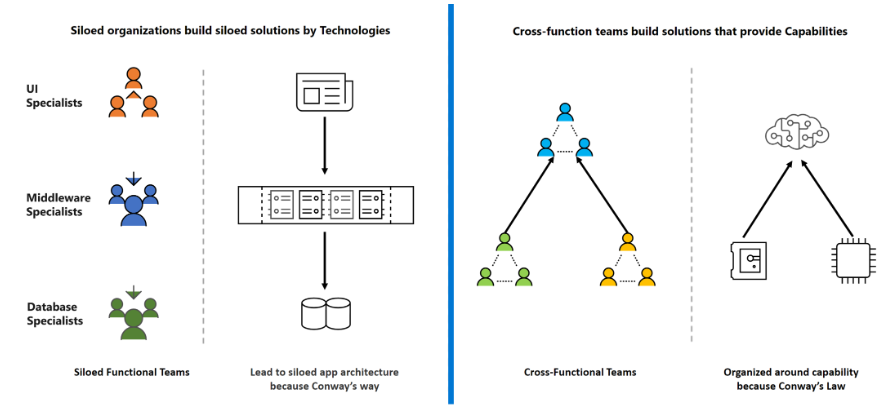 Siloed organizations build siloed solutions by Technologies
UI
Specialists
Middleware
Specialists
Database
Specialists
Siloed Functional Teams
Lead to siloed app architecture
because Conway's way
Cross-function teams build solutions that provide Capabilities
Cross-Functional Teams
Organized around capability
because Conway's Law